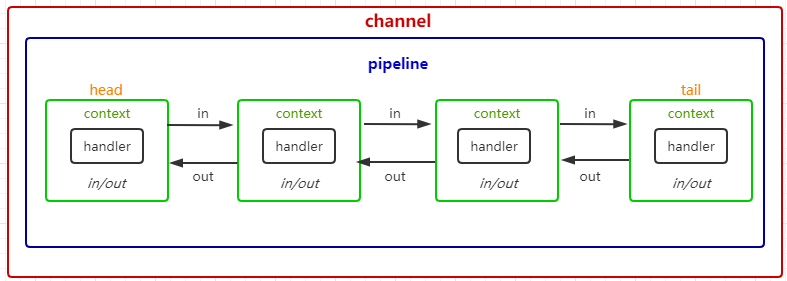 channel
pipeline
head
tail
context
in
context
in
context
in
context
handler
handler
handler
handler
out
out
out
in/out
in/out
in/out
in/out